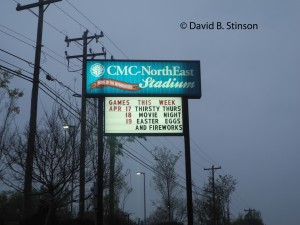 © David B. Stinson
CMC-NorthEast
Stadium
GAMES THIS WEEK
APR 17 THIRSTY THURS
18 MOVIE NIGHT
19 EASTER EGGS
AND FIREWORKS